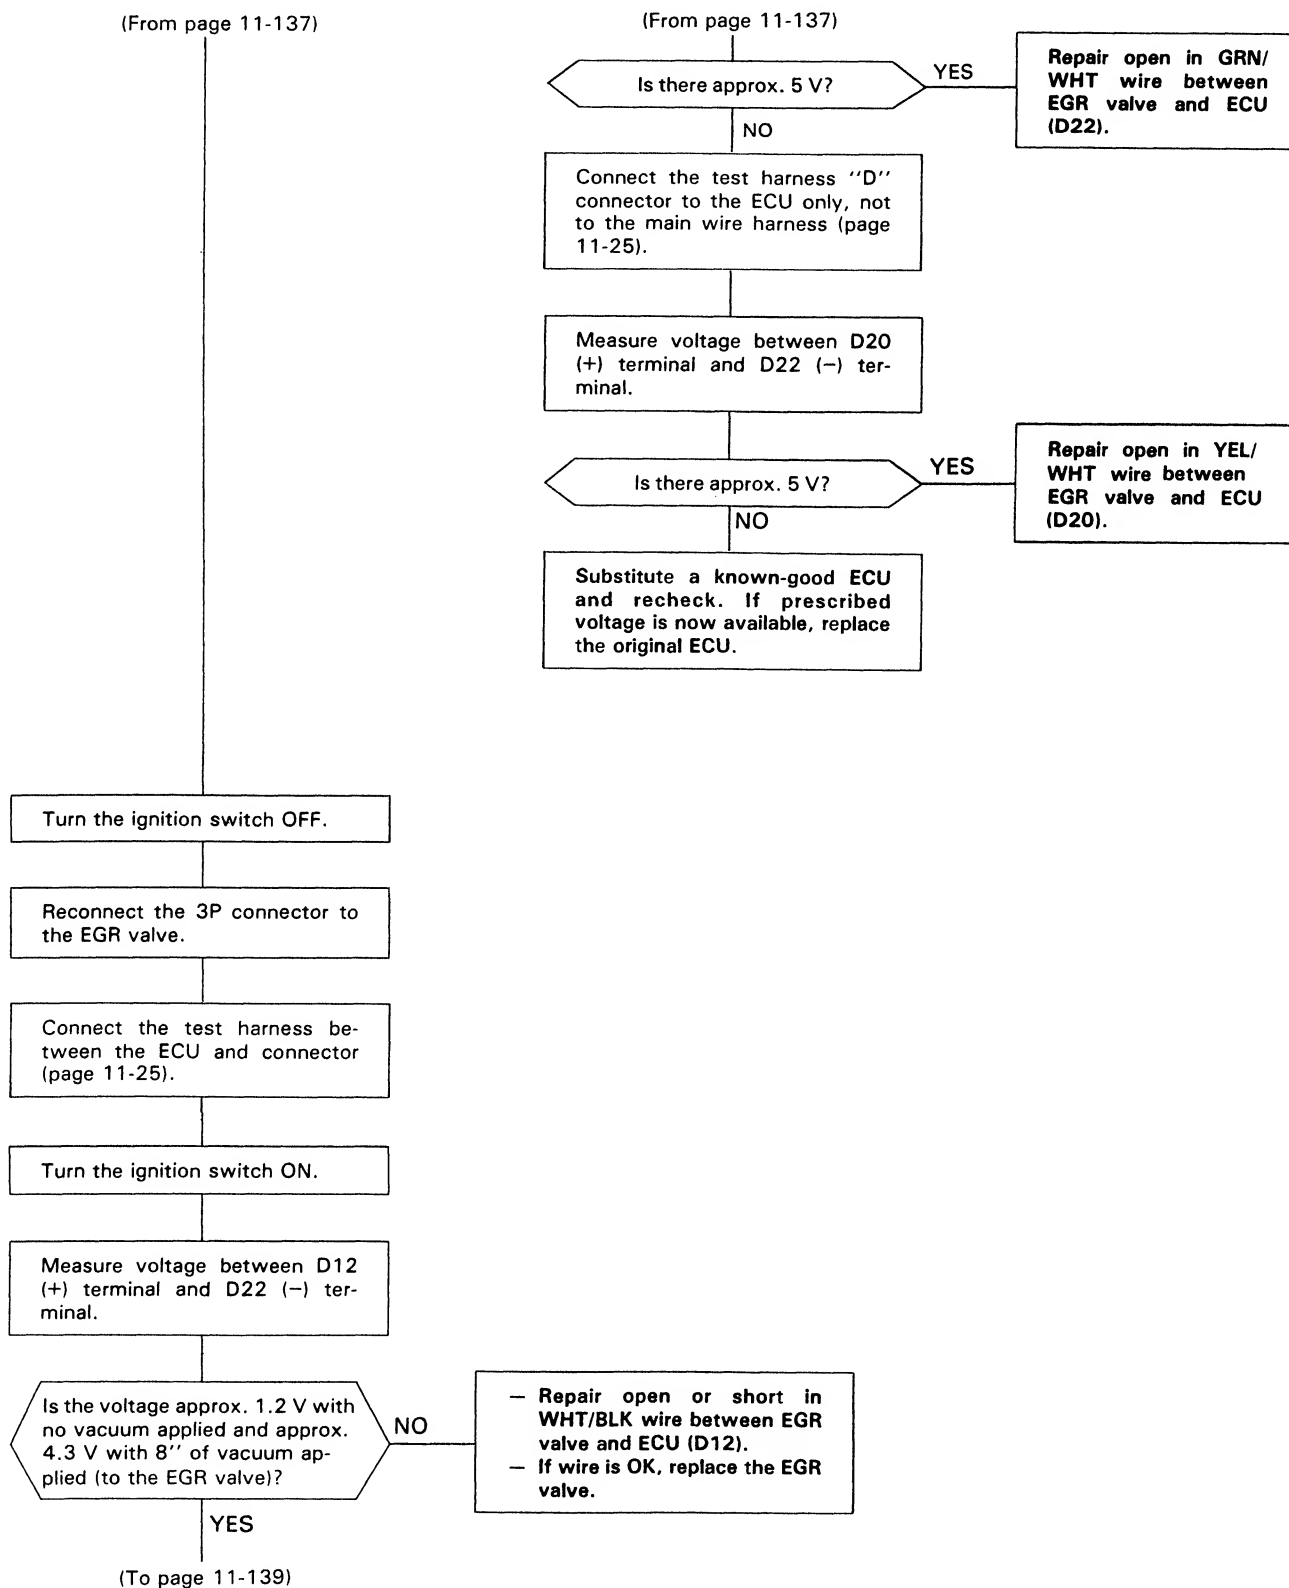 (From page 11-137)
(From page 11-137)
Is there approx. 5 V?
YES
Repair open in GRN/
WHT wire between
EGR valve and ECU
(D22).
NO
Connect the test harness "D"
connector to the ECU only, not
to the main wire harness (page
11-25).
Measure voltage between D20
(+) terminal and D22 (−) ter-
minal.
Is there approx. 5 V?
YES
Repair open in YEL/
WHT wire between
EGR valve and ECU
(D20).
NO
Substitute a known-good ECU
and recheck. If prescribed
voltage is now available, replace
the original ECU.
Turn the ignition switch OFF.
Reconnect the 3P connector to
the EGR valve.
Connect the test harness be-
tween the ECU and connector
(page 11-25).
Turn the ignition switch ON.
Measure voltage between D12
(+) terminal and D22 (−) ter-
minal.
Is the voltage approx. 1.2 V with
no vacuum applied and approx.
4.3 V with 8'' of vacuum ap-
plied (to the EGR valve)?
NO
— Repair open or short in
WHT/BLK wire between EGR
valve and ECU (D12).
— If wire is OK, replace the EGR
valve.
YES
(To page 11-139)